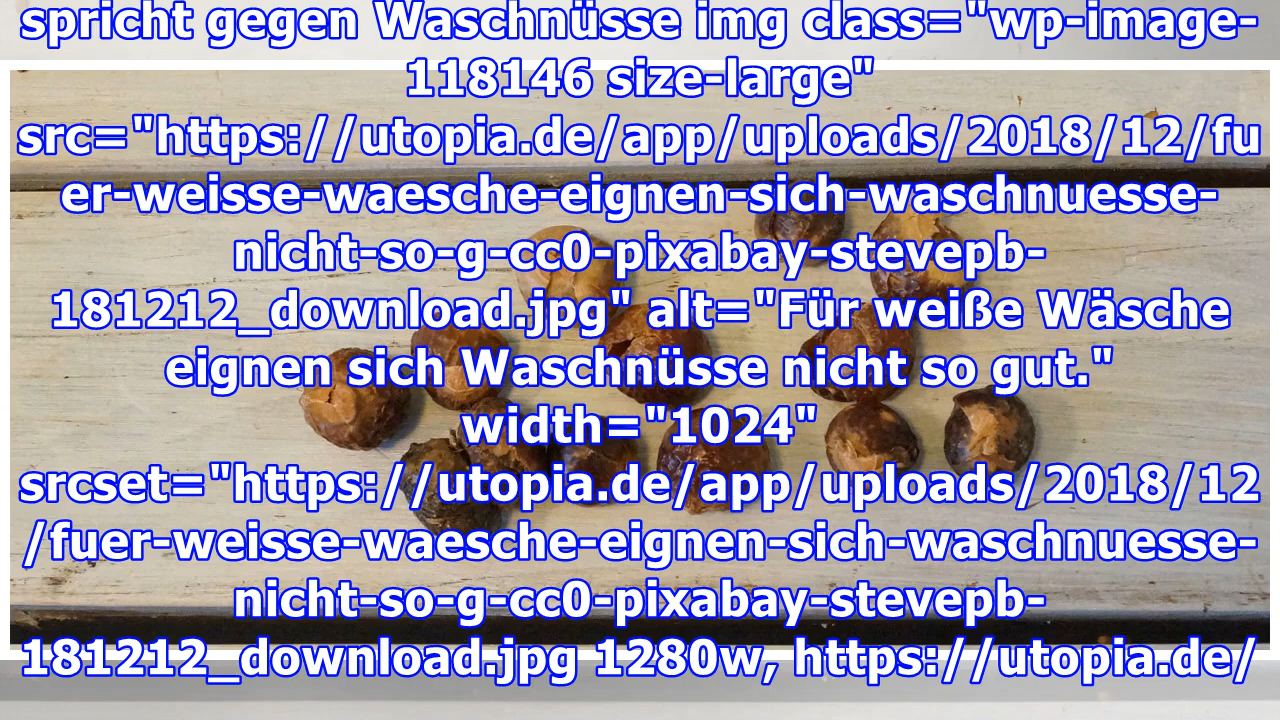 spricht gegen Waschnüsse img class="wp-image-
118146 size-large"
src="https://utopia.de/app/uploads/2018/12/fu
er-weisse-waesche-eignen-sich-waschnuesse-
nicht-so-g-cc0-pixabay-stevepb-
181212_download.jpg" alt="Für weiße Wäsche
eignen sich Waschnüsse nicht so gut."
width="1024"
srcset="https://utopia.de/app/uploads/2018/12
/fuer-weisse-waesche-eignen-sich-waschnuesse-
nicht-so-g-cc0-pixabay-stevepb-
181212_download.jpg 1280w, https://utopia.de/